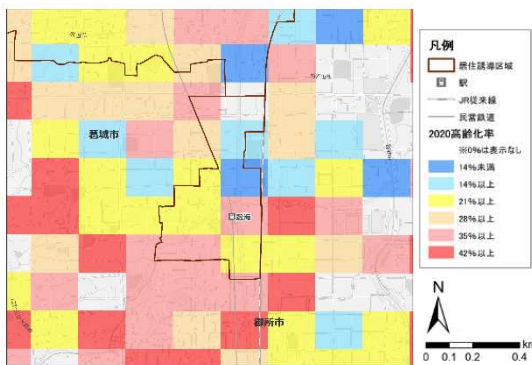 葛城市
忍海
御所市
凡例
居住誘導区域
駅
JR在来線
民営鉄道
2020高齢化率
※0%は表示なし
14%未満
14%以上
21%以上
28%以上
35%以上
42%以上
N
0 0.1 0.2 0.4
km